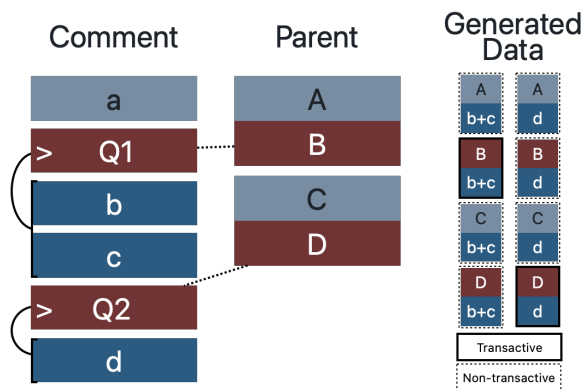 Comment
a
> Q1
b
c
> Q2
d
Parent
A
B
C
D
Generated
Data
A A
b+c d
B B
b+c d
C C
b+c d
D D
b+c d
Transactive
Non-transactive